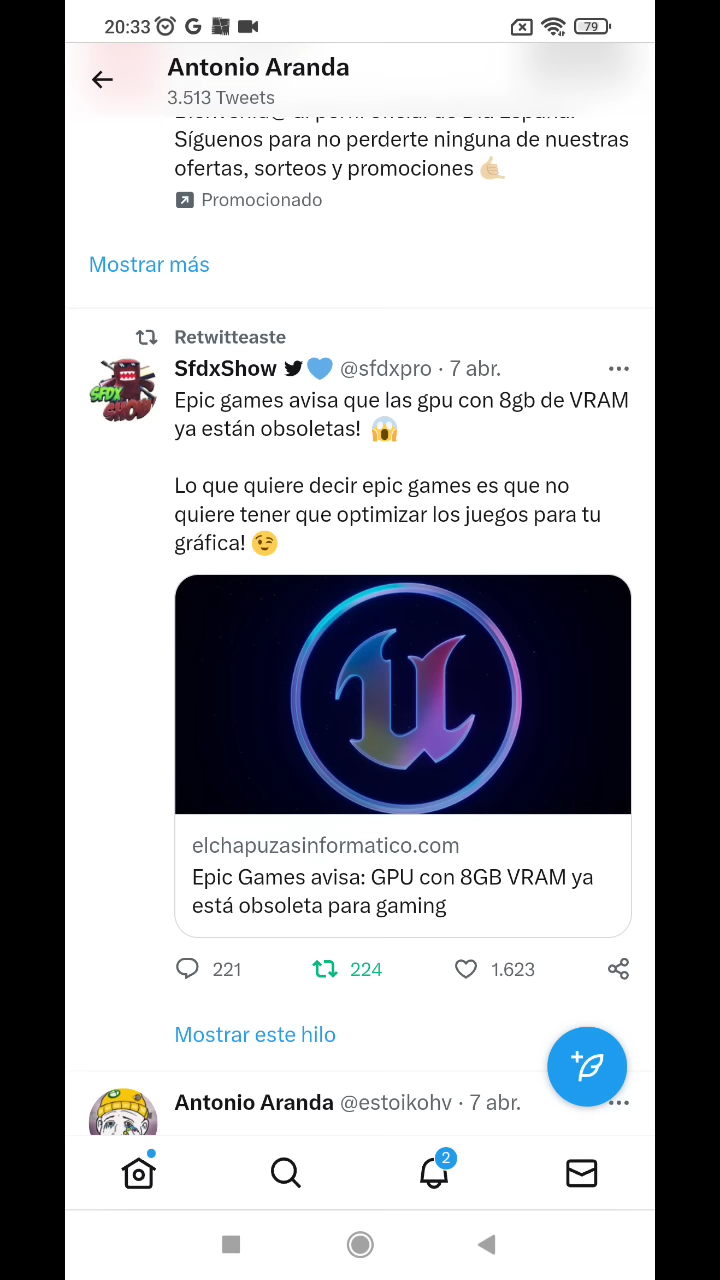 20:33
79
Antonio Aranda
3.513 Tweets
Síguenos para no perderte ninguna de nuestras
ofertas, sorteos y promociones 🤙🏼
Promocionado
Mostrar más
Retwitteaste
SfdxShow @sfdxpro · 7 abr.
SFDX
SHOW
Epic games avisa que las gpu con 8gb de VRAM
ya están obsoletas! 😱
Lo que quiere decir epic games es que no
quiere tener que optimizar los juegos para tu
gráfica! 😉
elchapuzasinformatico.com
Epic Games avisa: GPU con 8GB VRAM ya
está obsoleta para gaming
221 224 1.623
Mostrar este hilo
Antonio Aranda @estoikohv · 7 abr.
2